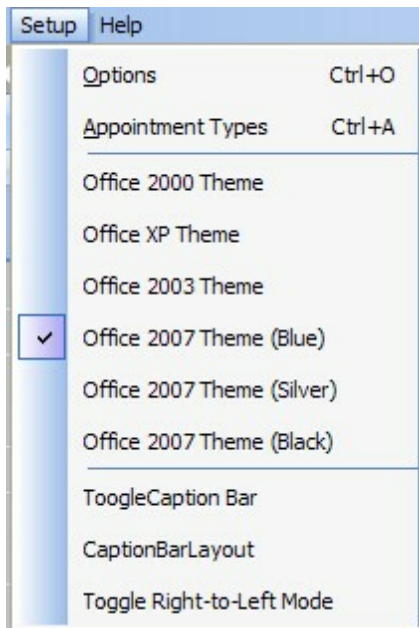 Setup Help
Options Ctrl+O
Appointment Types Ctrl+A
Office 2000 Theme
Office XP Theme
Office 2003 Theme
Office 2007 Theme (Blue)
Office 2007 Theme (Silver)
Office 2007 Theme (Black)
ToogleCaption Bar
CaptionBarLayout
Toggle Right-to-Left Mode